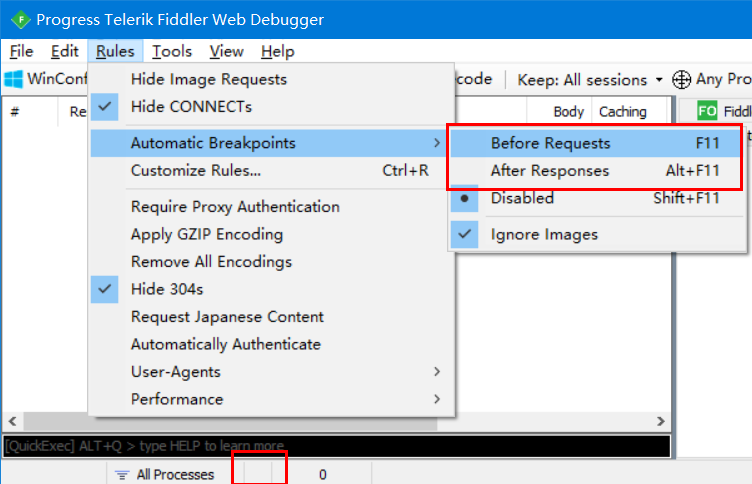 Progress Telerik Fiddler Web Debugger
File Edit Rules Tools View Help
WinConf
code Keep: All sessions Any Pro
# Re Body Caching FO Fiddl
Hide Image Requests
Hide CONNECTs
Automatic Breakpoints
Customize Rules... Ctrl+R
Require Proxy Authentication
Apply GZIP Encoding
Remove All Encodings
Hide 304s
Request Japanese Content
Automatically Authenticate
User-Agents
Performance
Before Requests F11
After Responses Alt+F11
Disabled Shift+F11
Ignore Images
[QuickExec] ALT+Q > type HELP to learn more
All Processes 0